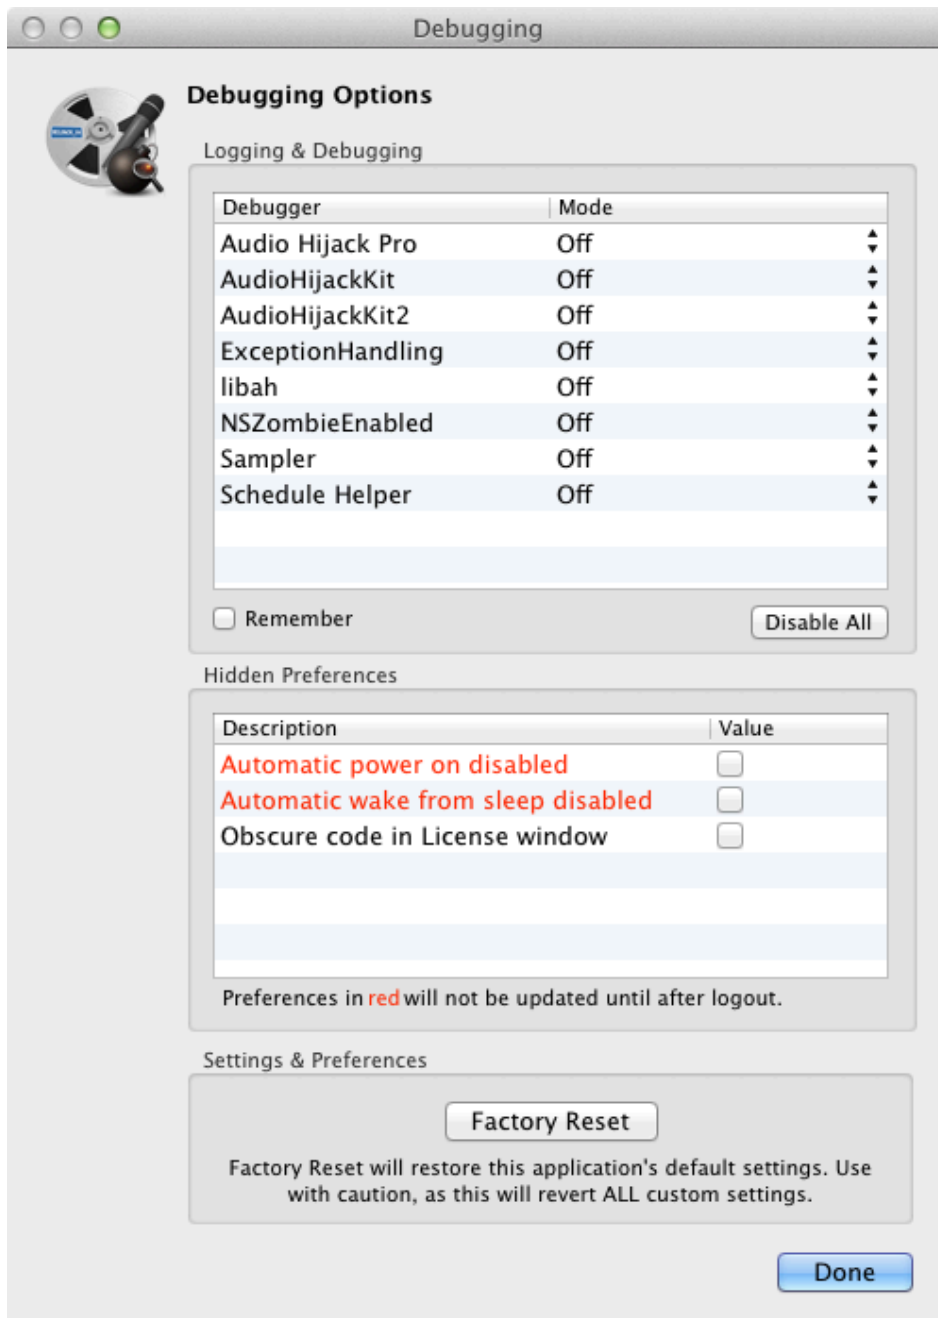 Debugging
Debugging Options
Logging & Debugging
Debugger Mode
Audio Hijack Pro Off
AudioHijackKit Off
AudioHijackKit2 Off
ExceptionHandling Off
libah Off
NSZombieEnabled Off
Sampler Off
Schedule Helper Off
Remember Disable All
Hidden Preferences
Description Value
Automatic power on disabled
Automatic wake from sleep disabled
Obscure code in License window
Preferences in red will not be updated until after logout.
Settings & Preferences
Factory Reset
Factory Reset will restore this application's default settings. Use
with caution, as this will revert ALL custom settings.
Done